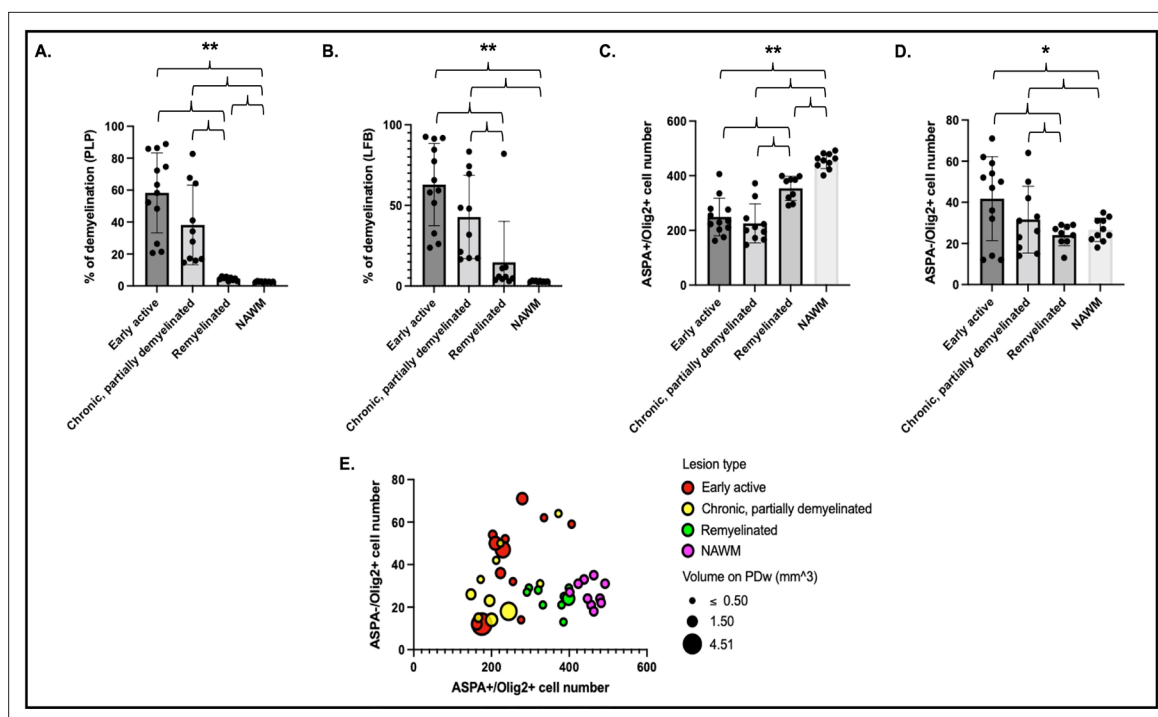 A.
**
% of demyelination (PLP)
100
80
60
40
20
0
Early active
Chronic, partially demyelinated
Remyelinated
NAWM
B.
**
% of demyelination (LFB)
100
50
0
Early active
Chronic, partially demyelinated
Remyelinated
NAWM
C.
**
ASPA+/Olig2+ cell number
600
400
200
0
Early active
Chronic, partially demyelinated
Remyelinated
NAWM
D.
*
ASPA-/Olig2+ cell number
80
60
40
20
0
Early active
Chronic, partially demyelinated
Remyelinated
NAWM
E.
ASPA-/Olig2+ cell number
80
60
40
20
0
0 200 400 600
ASPA+/Olig2+ cell number
Lesion type
Early active
Chronic, partially demyelinated
Remyelinated
NAWM
Volume on PDw (mm^3)
≤ 0.50
1.50
4.51